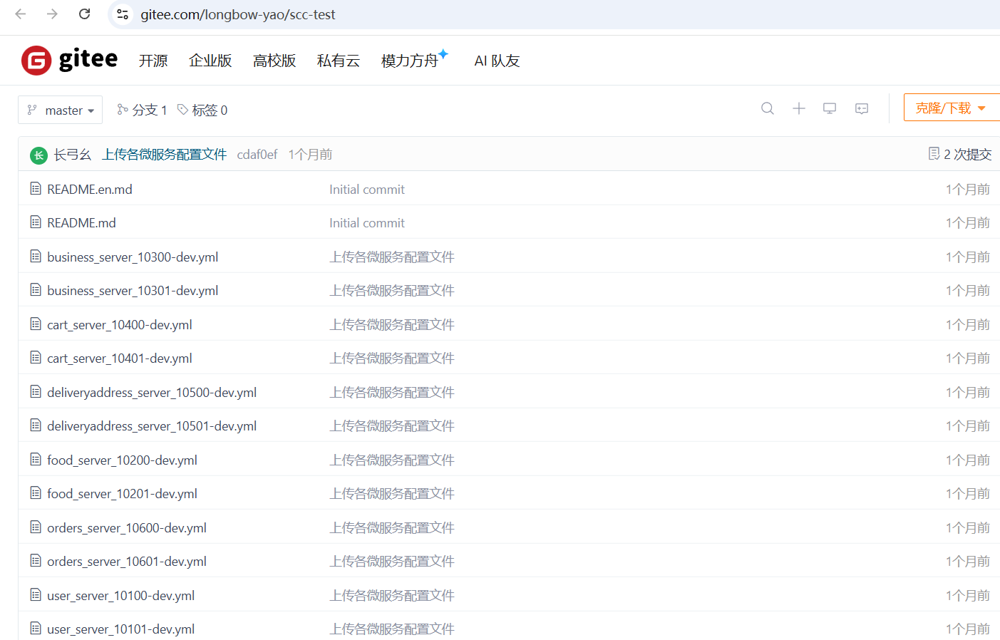 gitee.com/longbow-yao/scc-test
gitee 开源 企业版 高校版 私有云 模力方舟 AI 队友
master 分支 1 标签 0 克隆/下载
长 长弓幺 上传各微服务配置文件 cdaf0ef 1个月前 2 次提交
README.en.md Initial commit 1个月前
README.md Initial commit 1个月前
business_server_10300-dev.yml 上传各微服务配置文件 1个月前
business_server_10301-dev.yml 上传各微服务配置文件 1个月前
cart_server_10400-dev.yml 上传各微服务配置文件 1个月前
cart_server_10401-dev.yml 上传各微服务配置文件 1个月前
deliveryaddress_server_10500-dev.yml 上传各微服务配置文件 1个月前
deliveryaddress_server_10501-dev.yml 上传各微服务配置文件 1个月前
food_server_10200-dev.yml 上传各微服务配置文件 1个月前
food_server_10201-dev.yml 上传各微服务配置文件 1个月前
orders_server_10600-dev.yml 上传各微服务配置文件 1个月前
orders_server_10601-dev.yml 上传各微服务配置文件 1个月前
user_server_10100-dev.yml 上传各微服务配置文件 1个月前
user_server_10101-dev.yml 上传各微服务配置文件 1个月前